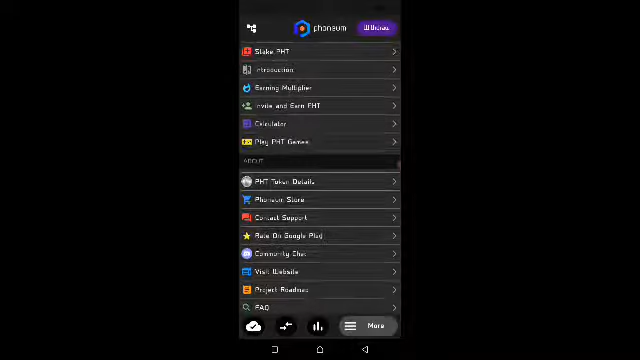 phoneum
Withdraw
Stake PHT
Introduction
Earning Multiplier
Invite and Earn PHT
Calculator
Play PHT Games
ABOUT
PHT Token Details
Phoneum Store
Contact Support
Rate On Google Play
Community Chat
Visit Website
Project Roadmap
FAQ
More